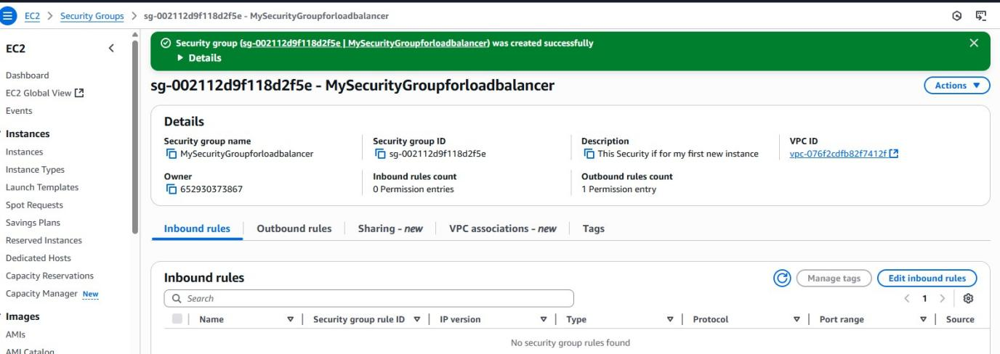 EC2 > Security Groups > sg-002112d9f118d2f5e - MySecurityGroupforloadbalancer
EC2
Dashboard
EC2 Global View
Events
Instances
Instances
Instance Types
Launch Templates
Spot Requests
Savings Plans
Reserved Instances
Dedicated Hosts
Capacity Reservations
Capacity Manager New
Images
AMIs
AMI Catalog
Security group (sg-002112d9f118d2f5e | MySecurityGroupforloadbalancer) was created successfully
Details
sg-002112d9f118d2f5e - MySecurityGroupforloadbalancer
Actions
Details
Security group name
MySecurityGroupforloadbalancer
Security group ID
sg-002112d9f118d2f5e
Description
This Security if for my first new instance
VPC ID
vpc-076f2cdfb82f7412f
Owner
652930373867
Inbound rules count
0 Permission entries
Outbound rules count
1 Permission entry
Inbound rules Outbound rules Sharing - new VPC associations - new Tags
Inbound rules
Manage tags Edit inbound rules
Search
1
Name Security group rule ID IP version Type Protocol Port range Source
No security group rules found